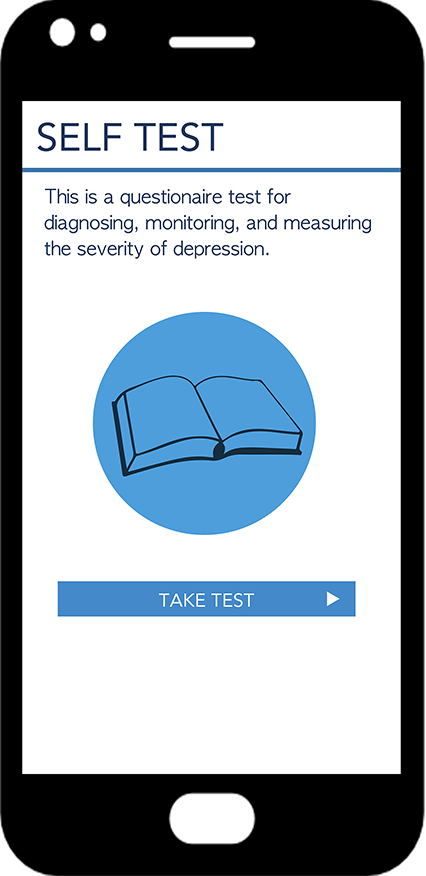 SELF TEST
This is a questionaire test for
diagnosing, monitoring, and measuring
the severity of depression.
TAKE TEST